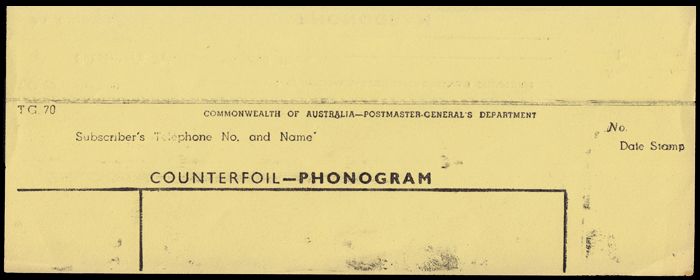 T.G. 70
COMMONWEALTH OF AUSTRALIA—POSTMASTER-GENERAL'S DEPARTMENT
Subscriber's Telephone No. and Name
No.
Date Stamp
COUNTERFOIL—PHONOGRAM